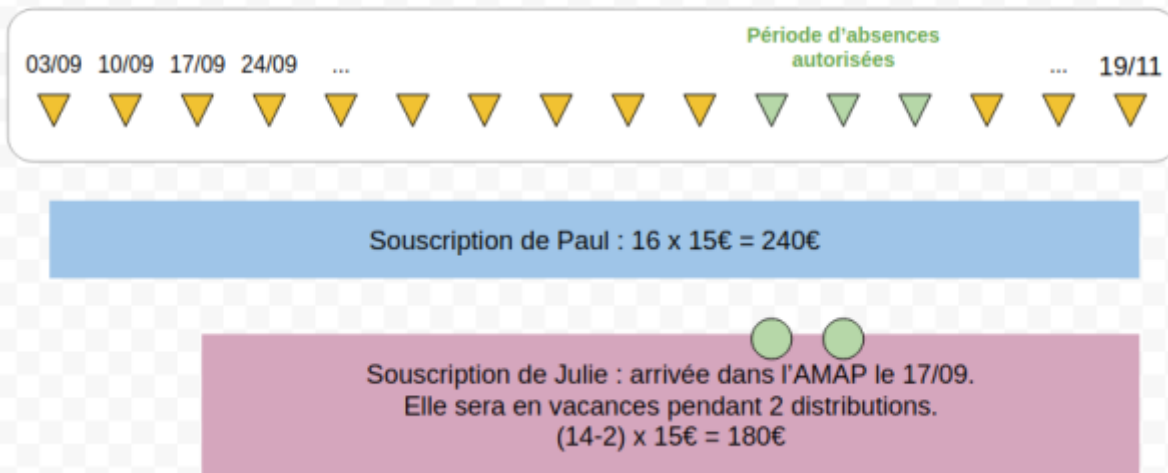 Période d’absences
autorisées
03/09 10/09 17/09 24/09 ... ... 19/11
Souscription de Paul : 16 x 15€ = 240€
Souscription de Julie : arrivée dans l’AMAP le 17/09.
Elle sera en vacances pendant 2 distributions.
(14-2) x 15€ = 180€